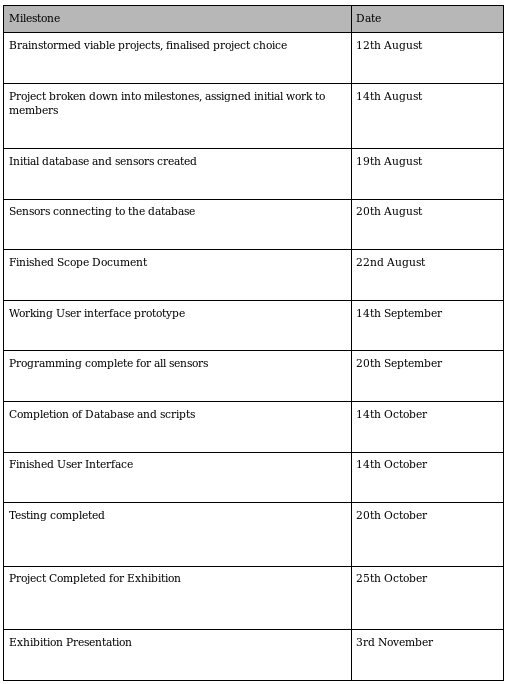 Milestone Date
Brainstormed viable projects, finalised project choice 12th August
Project broken down into milestones, assigned initial work to 14th August
members
Initial database and sensors created 19th August
Sensors connecting to the database 20th August
Finished Scope Document 22nd August
Working User interface prototype 14th September
Programming complete for all sensors 20th September
Completion of Database and scripts 14th October
Finished User Interface 14th October
Testing completed 20th October
Project Completed for Exhibition 25th October
Exhibition Presentation 3rd November